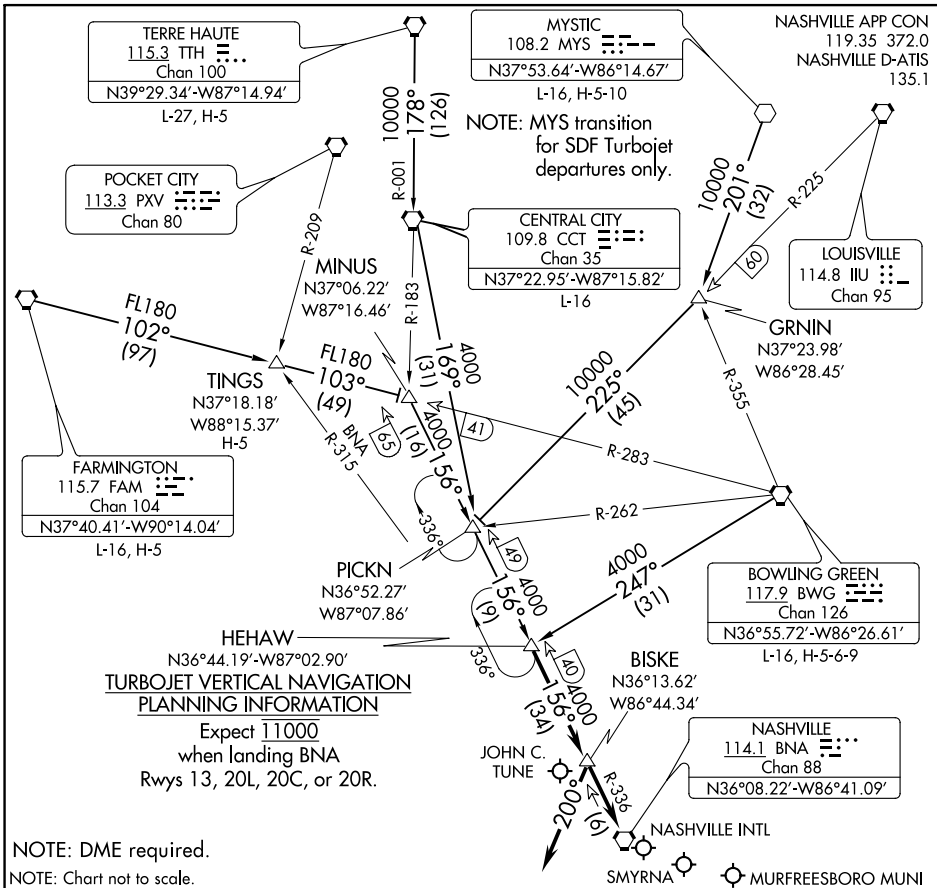 TERRE HAUTE
115.3 TTH
Chan 100
N39°29.34'-W87°14.94'
L-27, H-5
10000
178°
(126)
R-001
MYSTIC
108.2 MYS
N37°53.64'-W86°14.67'
L-16, H-5-10
NOTE: MYS transition
for SDF Turbojet
departures only.
NASHVILLE APP CON
119.35 372.0
NASHVILLE D-ATIS
135.1
POCKET CITY
113.3 PXV
Chan 80
R-209
CENTRAL CITY
109.8 CCT
Chan 35
N37°22.95'-W87°15.82'
L-16
10000
201°
(32)
R-225
60
LOUISVILLE
114.8 IIU
Chan 95
MINUS
N37°06.22'
W87°16.46'
R-183
GRNIN
N37°23.98'
W86°28.45'
FL180
102°
(97)
TINGS
N37°18.18'
W88°15.37'
H-5
FL180
103°
(49)
4000
169°
(31)
10000
225°
(45)
R-355
BNA
R-315
65
4000
156°
(16)
41
R-283
R-262
FARMINGTON
115.7 FAM
Chan 104
N37°40.41'-W90°14.04'
L-16, H-5
336°
PICKN
N36°52.27'
W87°07.86'
49
4000
156°
(9)
4000
247°
(31)
BOWLING GREEN
117.9 BWG
Chan 126
N36°55.72'-W86°26.61'
L-16, H-5-6-9
HEHAW
N36°44.19'-W87°02.90'
336°
40
4000
156°
(34)
BISKE
N36°13.62'
W86°44.34'
TURBOJET VERTICAL NAVIGATION
PLANNING INFORMATION
Expect 11000
when landing BNA
Rwys 13, 20L, 20C, or 20R.
JOHN C.
TUNE
200°
R-336
(6)
NASHVILLE
114.1 BNA
Chan 88
N36°08.22'-W86°41.09'
NASHVILLE INTL
SMYRNA
MURFREESBORO MUNI
NOTE: DME required.
NOTE: Chart not to scale.